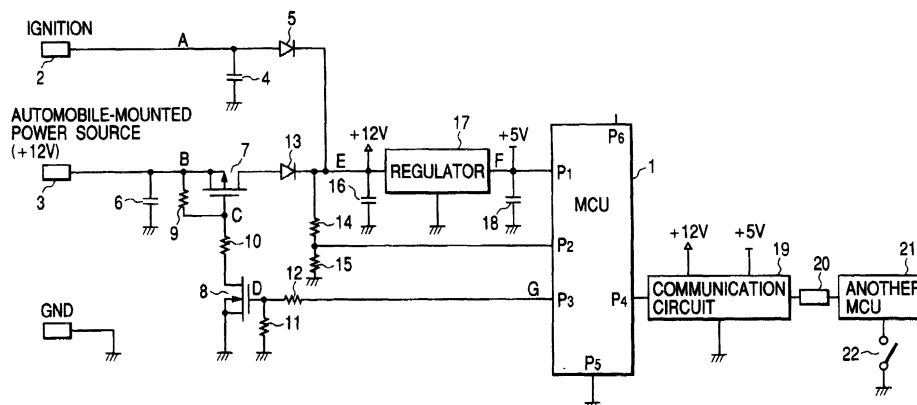 IGNITION
2
A
4
5
AUTOMOBILE-MOUNTED
POWER SOURCE
(+12V)
3
B
6
7
9
C
10
13
E
14
15
+12V
16
17
REGULATOR
F
+5V
18
8
D
11
12
G
GND
P6
P1
MCU
P2
P3
P4
P5
1
+12V
+5V
19
COMMUNICATION
CIRCUIT
20
21
ANOTHER
MCU
22